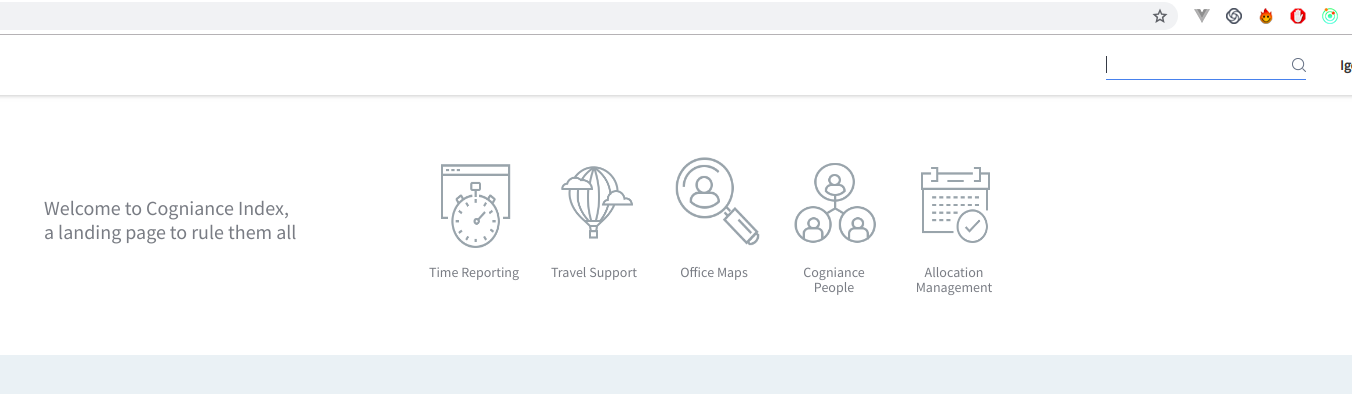 Welcome to Cogniance Index,
a landing page to rule them all
Time Reporting
Travel Support
Office Maps
Cogniance
People
Allocation
Management